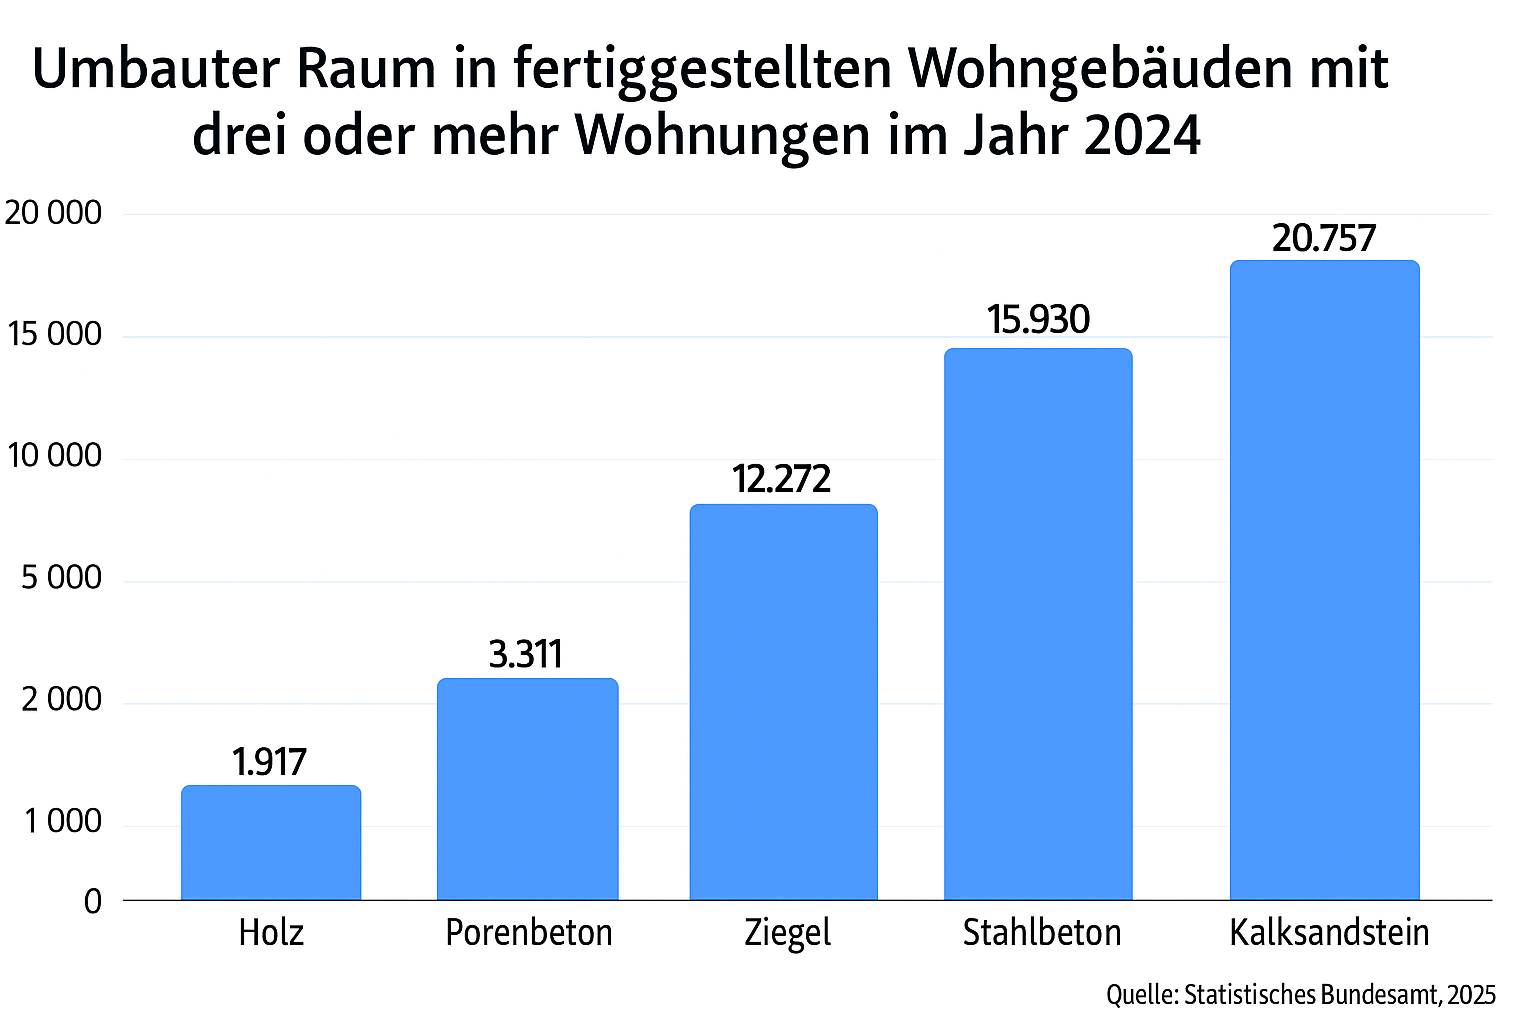 Umbauter Raum in fertiggestellten Wohngebäuden mit
drei oder mehr Wohnungen im Jahr 2024
20 000
15 000
10 000
5 000
2 000
1 000
0
1.917
3.311
12.272
15.930
20.757
Holz
Porenbeton
Ziegel
Stahlbeton
Kalksandstein
Quelle: Statistisches Bundesamt, 2025